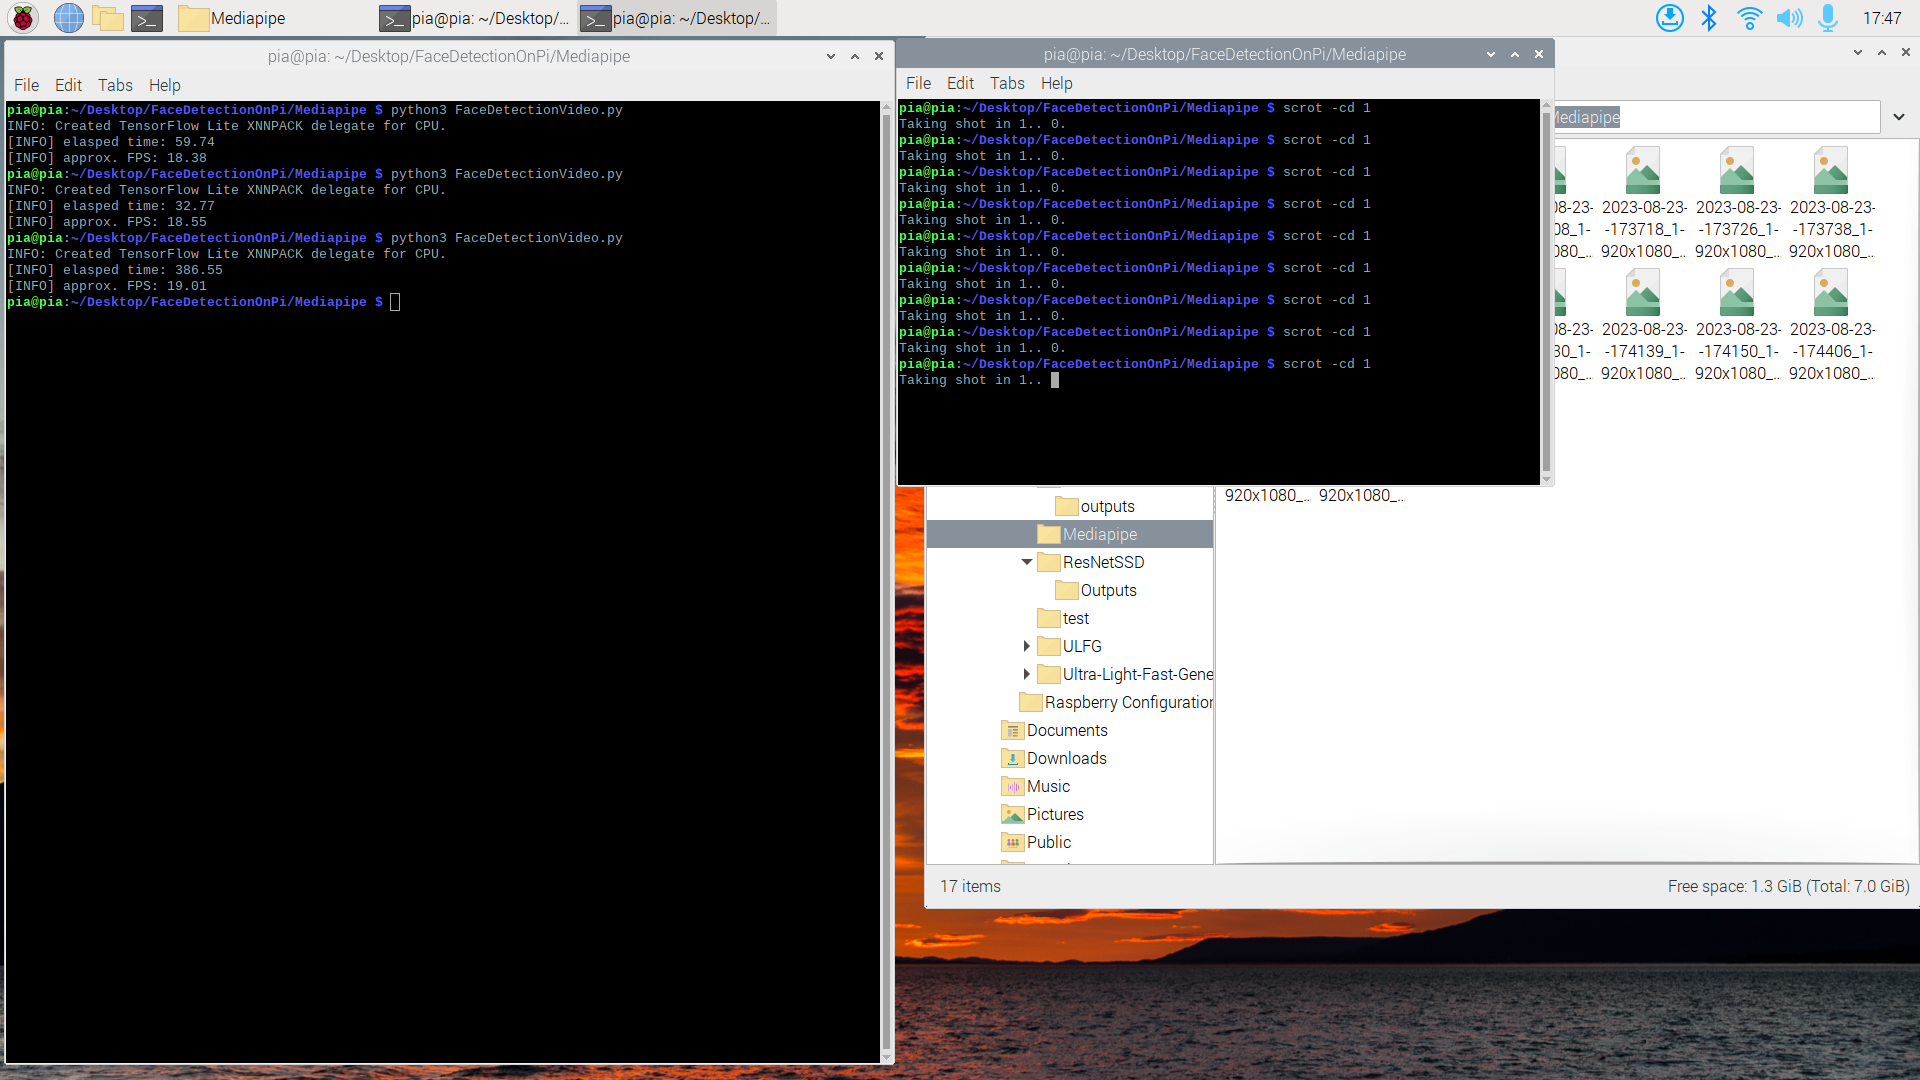 Mediapipe
pia@pia: ~/Desktop/...
pia@pia: ~/Desktop/...
17:47
pia@pia: ~/Desktop/FaceDetectionOnPi/Mediapipe
File Edit Tabs Help
pia@pia:~/Desktop/FaceDetectionOnPi/Mediapipe $ python3 FaceDetectionVideo.py
INFO: Created TensorFlow Lite XNNPACK delegate for CPU.
[INFO] elasped time: 59.74
[INFO] approx. FPS: 18.38
pia@pia:~/Desktop/FaceDetectionOnPi/Mediapipe $ python3 FaceDetectionVideo.py
INFO: Created TensorFlow Lite XNNPACK delegate for CPU.
[INFO] elasped time: 32.77
[INFO] approx. FPS: 18.55
pia@pia:~/Desktop/FaceDetectionOnPi/Mediapipe $ python3 FaceDetectionVideo.py
INFO: Created TensorFlow Lite XNNPACK delegate for CPU.
[INFO] elasped time: 386.55
[INFO] approx. FPS: 19.01
pia@pia:~/Desktop/FaceDetectionOnPi/Mediapipe $
pia@pia: ~/Desktop/FaceDetectionOnPi/Mediapipe
File Edit Tabs Help
pia@pia:~/Desktop/FaceDetectionOnPi/Mediapipe $ scrot -cd 1
Taking shot in 1.. 0.
pia@pia:~/Desktop/FaceDetectionOnPi/Mediapipe $ scrot -cd 1
Taking shot in 1.. 0.
pia@pia:~/Desktop/FaceDetectionOnPi/Mediapipe $ scrot -cd 1
Taking shot in 1.. 0.
pia@pia:~/Desktop/FaceDetectionOnPi/Mediapipe $ scrot -cd 1
Taking shot in 1.. 0.
pia@pia:~/Desktop/FaceDetectionOnPi/Mediapipe $ scrot -cd 1
Taking shot in 1.. 0.
pia@pia:~/Desktop/FaceDetectionOnPi/Mediapipe $ scrot -cd 1
Taking shot in 1.. 0.
pia@pia:~/Desktop/FaceDetectionOnPi/Mediapipe $ scrot -cd 1
Taking shot in 1.. 0.
pia@pia:~/Desktop/FaceDetectionOnPi/Mediapipe $ scrot -cd 1
Taking shot in 1.. 0.
pia@pia:~/Desktop/FaceDetectionOnPi/Mediapipe $ scrot -cd 1
Taking shot in 1..
Mediapipe
08-23- 2023-08-23- 2023-08-23- 2023-08-23-
08_1- -173718_1- -173726_1- -173738_1-
080_... 920x1080_... 920x1080_... 920x1080_...
08-23- 2023-08-23- 2023-08-23- 2023-08-23-
30_1- -174139_1- -174150_1- -174406_1-
080_... 920x1080_... 920x1080_... 920x1080_...
920x1080_... 920x1080_...
outputs
Mediapipe
ResNetSSD
Outputs
test
ULFG
Ultra-Light-Fast-Gene
Raspberry Configuration
Documents
Downloads
Music
Pictures
Public
17 items
Free space: 1.3 GiB (Total: 7.0 GiB)